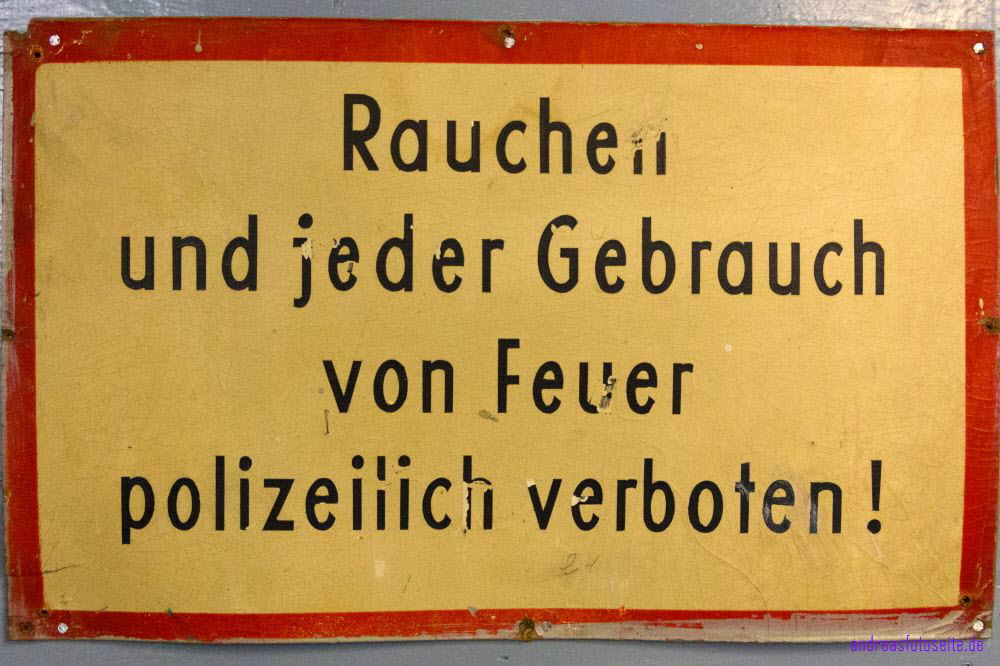 Rauchen
und jeder Gebrauch
von Feuer
polizeilich verboten!
andreasfotoseite.de